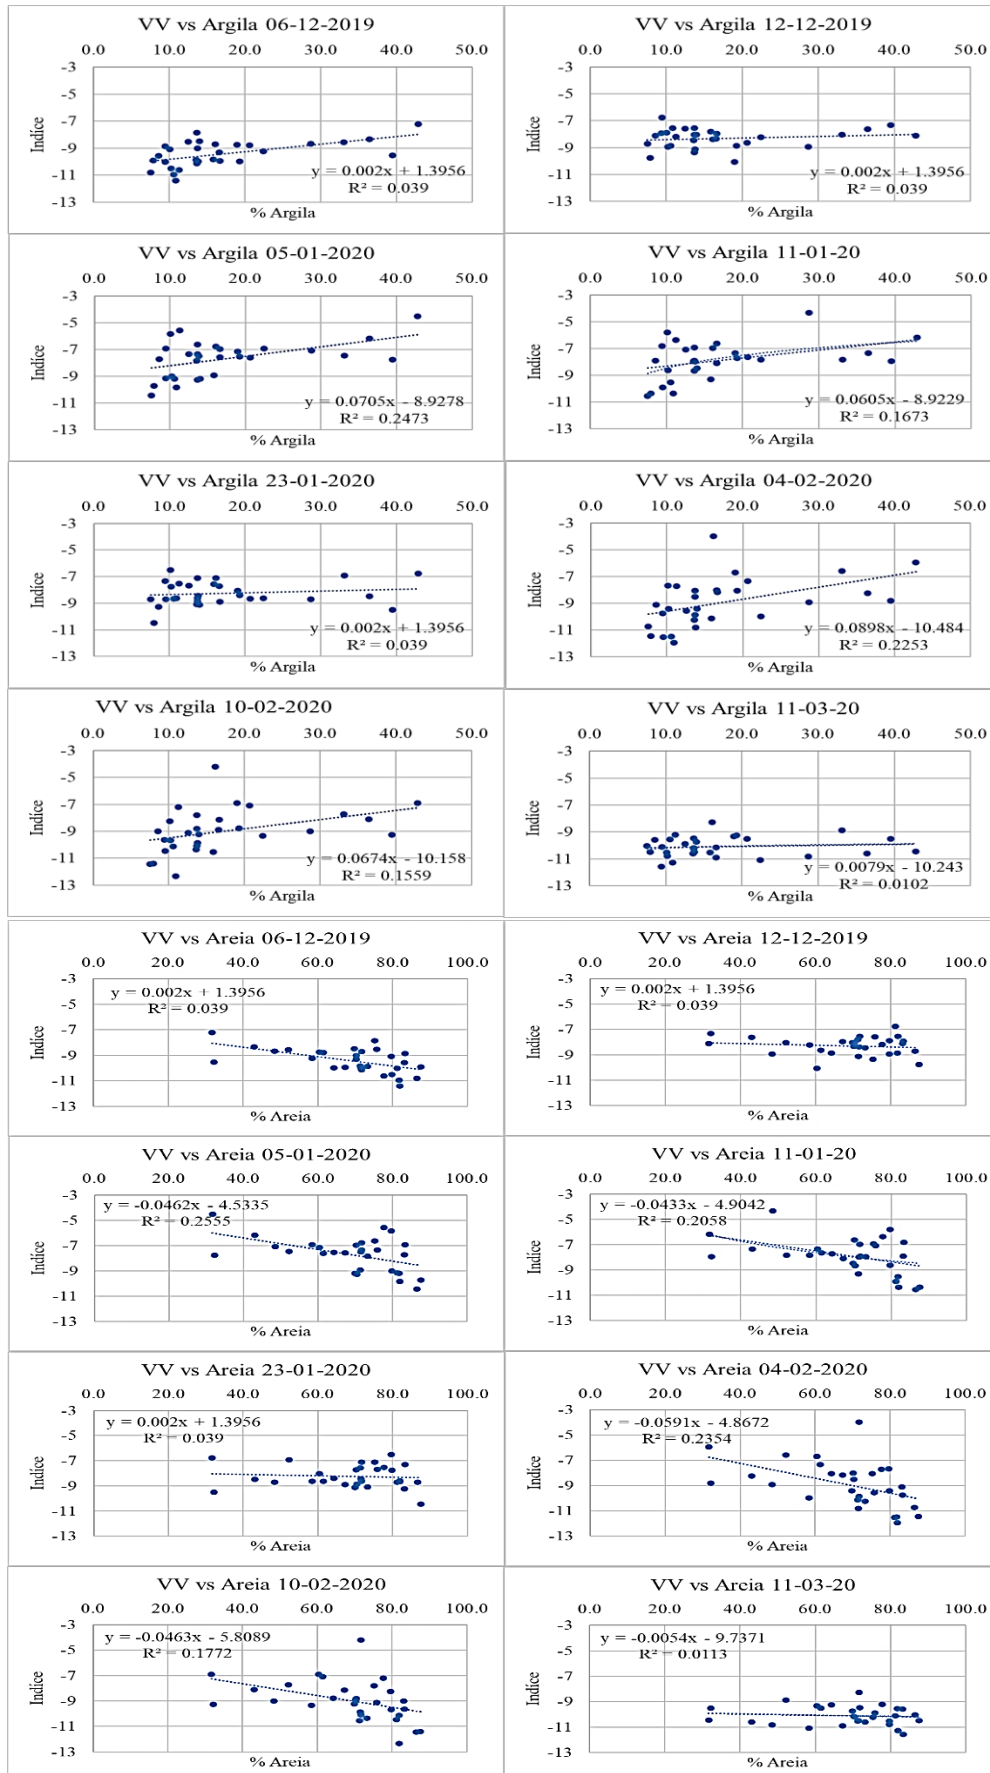 VV vs Argila 06-12-2019
0.0 10.0 20.0 30.0 40.0 50.0
-3
-5
-7
-9
-11
-13
Indíce
y = 0.002x + 1.3956
R² = 0.039
% Argila
VV vs Argila 12-12-2019
0.0 10.0 20.0 30.0 40.0 50.0
-3
-5
-7
-9
-11
-13
Indíce
y = 0.002x + 1.3956
R² = 0.039
% Argila
VV vs Argila 05-01-2020
0.0 10.0 20.0 30.0 40.0 50.0
-3
-5
-7
-9
-11
-13
Indíce
y = 0.0705x - 8.9278
R² = 0.2473
% Argila
VV vs Argila 11-01-20
0.0 10.0 20.0 30.0 40.0 50.0
-3
-5
-7
-9
-11
-13
Indíce
y = 0.0605x - 8.9229
R² = 0.1673
% Argila
VV vs Argila 23-01-2020
0.0 10.0 20.0 30.0 40.0 50.0
-3
-5
-7
-9
-11
-13
Indíce
y = 0.002x + 1.3956
R² = 0.039
% Argila
VV vs Argila 04-02-2020
0.0 10.0 20.0 30.0 40.0 50.0
-3
-5
-7
-9
-11
-13
Indíce
y = 0.0898x - 10.484
R² = 0.2253
% Argila
VV vs Argila 10-02-2020
0.0 10.0 20.0 30.0 40.0 50.0
-3
-5
-7
-9
-11
-13
Indíce
y = 0.0674x - 10.158
R² = 0.1559
% Argila
VV vs Argila 11-03-20
0.0 10.0 20.0 30.0 40.0 50.0
-3
-5
-7
-9
-11
-13
Indíce
y = 0.0079x - 10.243
R² = 0.0102
% Argila
VV vs Areia 06-12-2019
0.0 20.0 40.0 60.0 80.0 100.0
-3
-5
-7
-9
-11
-13
Indíce
y = 0.002x + 1.3956
R² = 0.039
% Areia
VV vs Areia 12-12-2019
0.0 20.0 40.0 60.0 80.0 100.0
-3
-5
-7
-9
-11
-13
Indíce
y = 0.002x + 1.3956
R² = 0.039
% Areia
VV vs Areia 05-01-2020
0.0 20.0 40.0 60.0 80.0 100.0
-3
-5
-7
-9
-11
-13
Indíce
y = -0.0462x - 4.5335
R² = 0.2555
% Areia
VV vs Areia 11-01-20
0.0 20.0 40.0 60.0 80.0 100.0
-3
-5
-7
-9
-11
-13
Indíce
y = -0.0433x - 4.9042
R² = 0.2058
% Areia
VV vs Areia 23-01-2020
0.0 20.0 40.0 60.0 80.0 100.0
-3
-5
-7
-9
-11
-13
Indíce
y = 0.002x + 1.3956
R² = 0.039
% Areia
VV vs Areia 04-02-2020
0.0 20.0 40.0 60.0 80.0 100.0
-3
-5
-7
-9
-11
-13
Indíce
y = -0.0591x - 4.8672
R² = 0.2354
% Areia
VV vs Areia 10-02-2020
0.0 20.0 40.0 60.0 80.0 100.0
-3
-5
-7
-9
-11
-13
Indíce
y = -0.0463x - 5.8089
R² = 0.1772
% Areia
VV vs Areia 11-03-20
0.0 20.0 40.0 60.0 80.0 100.0
-3
-5
-7
-9
-11
-13
Indíce
y = -0.0054x - 9.7371
R² = 0.0113
% Areia